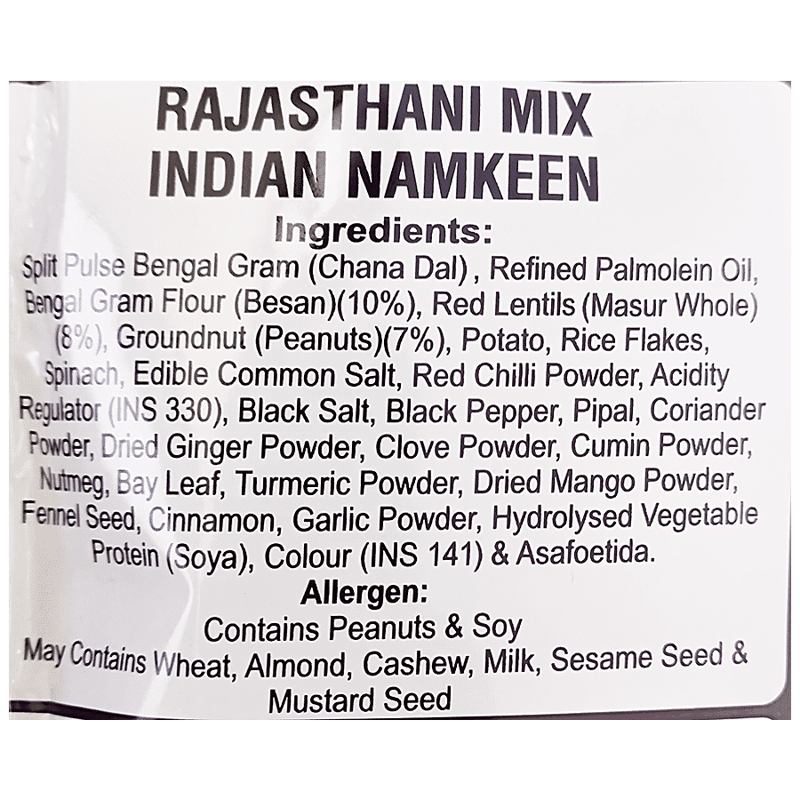 RAJASTHANI MIX
INDIAN NAMKEEN
Ingredients:
Split Pulse Bengal Gram (Chana Dal) , Refined Palmolein Oil,
Bengal Gram Flour (Besan)(10%), Red Lentils (Masur Whole)
(8%), Groundnut (Peanuts)(7%), Potato, Rice Flakes,
Spinach, Edible Common Salt, Red Chilli Powder, Acidity
Regulator (INS 330), Black Salt, Black Pepper, Pipal, Coriander
Powder, Dried Ginger Powder, Clove Powder, Cumin Powder,
Nutmeg, Bay Leaf, Turmeric Powder, Dried Mango Powder,
Fennel Seed, Cinnamon, Garlic Powder, Hydrolysed Vegetable
Protein (Soya), Colour (INS 141) & Asafoetida.
Allergen:
Contains Peanuts & Soy
May Contains Wheat, Almond, Cashew, Milk, Sesame Seed &
Mustard Seed